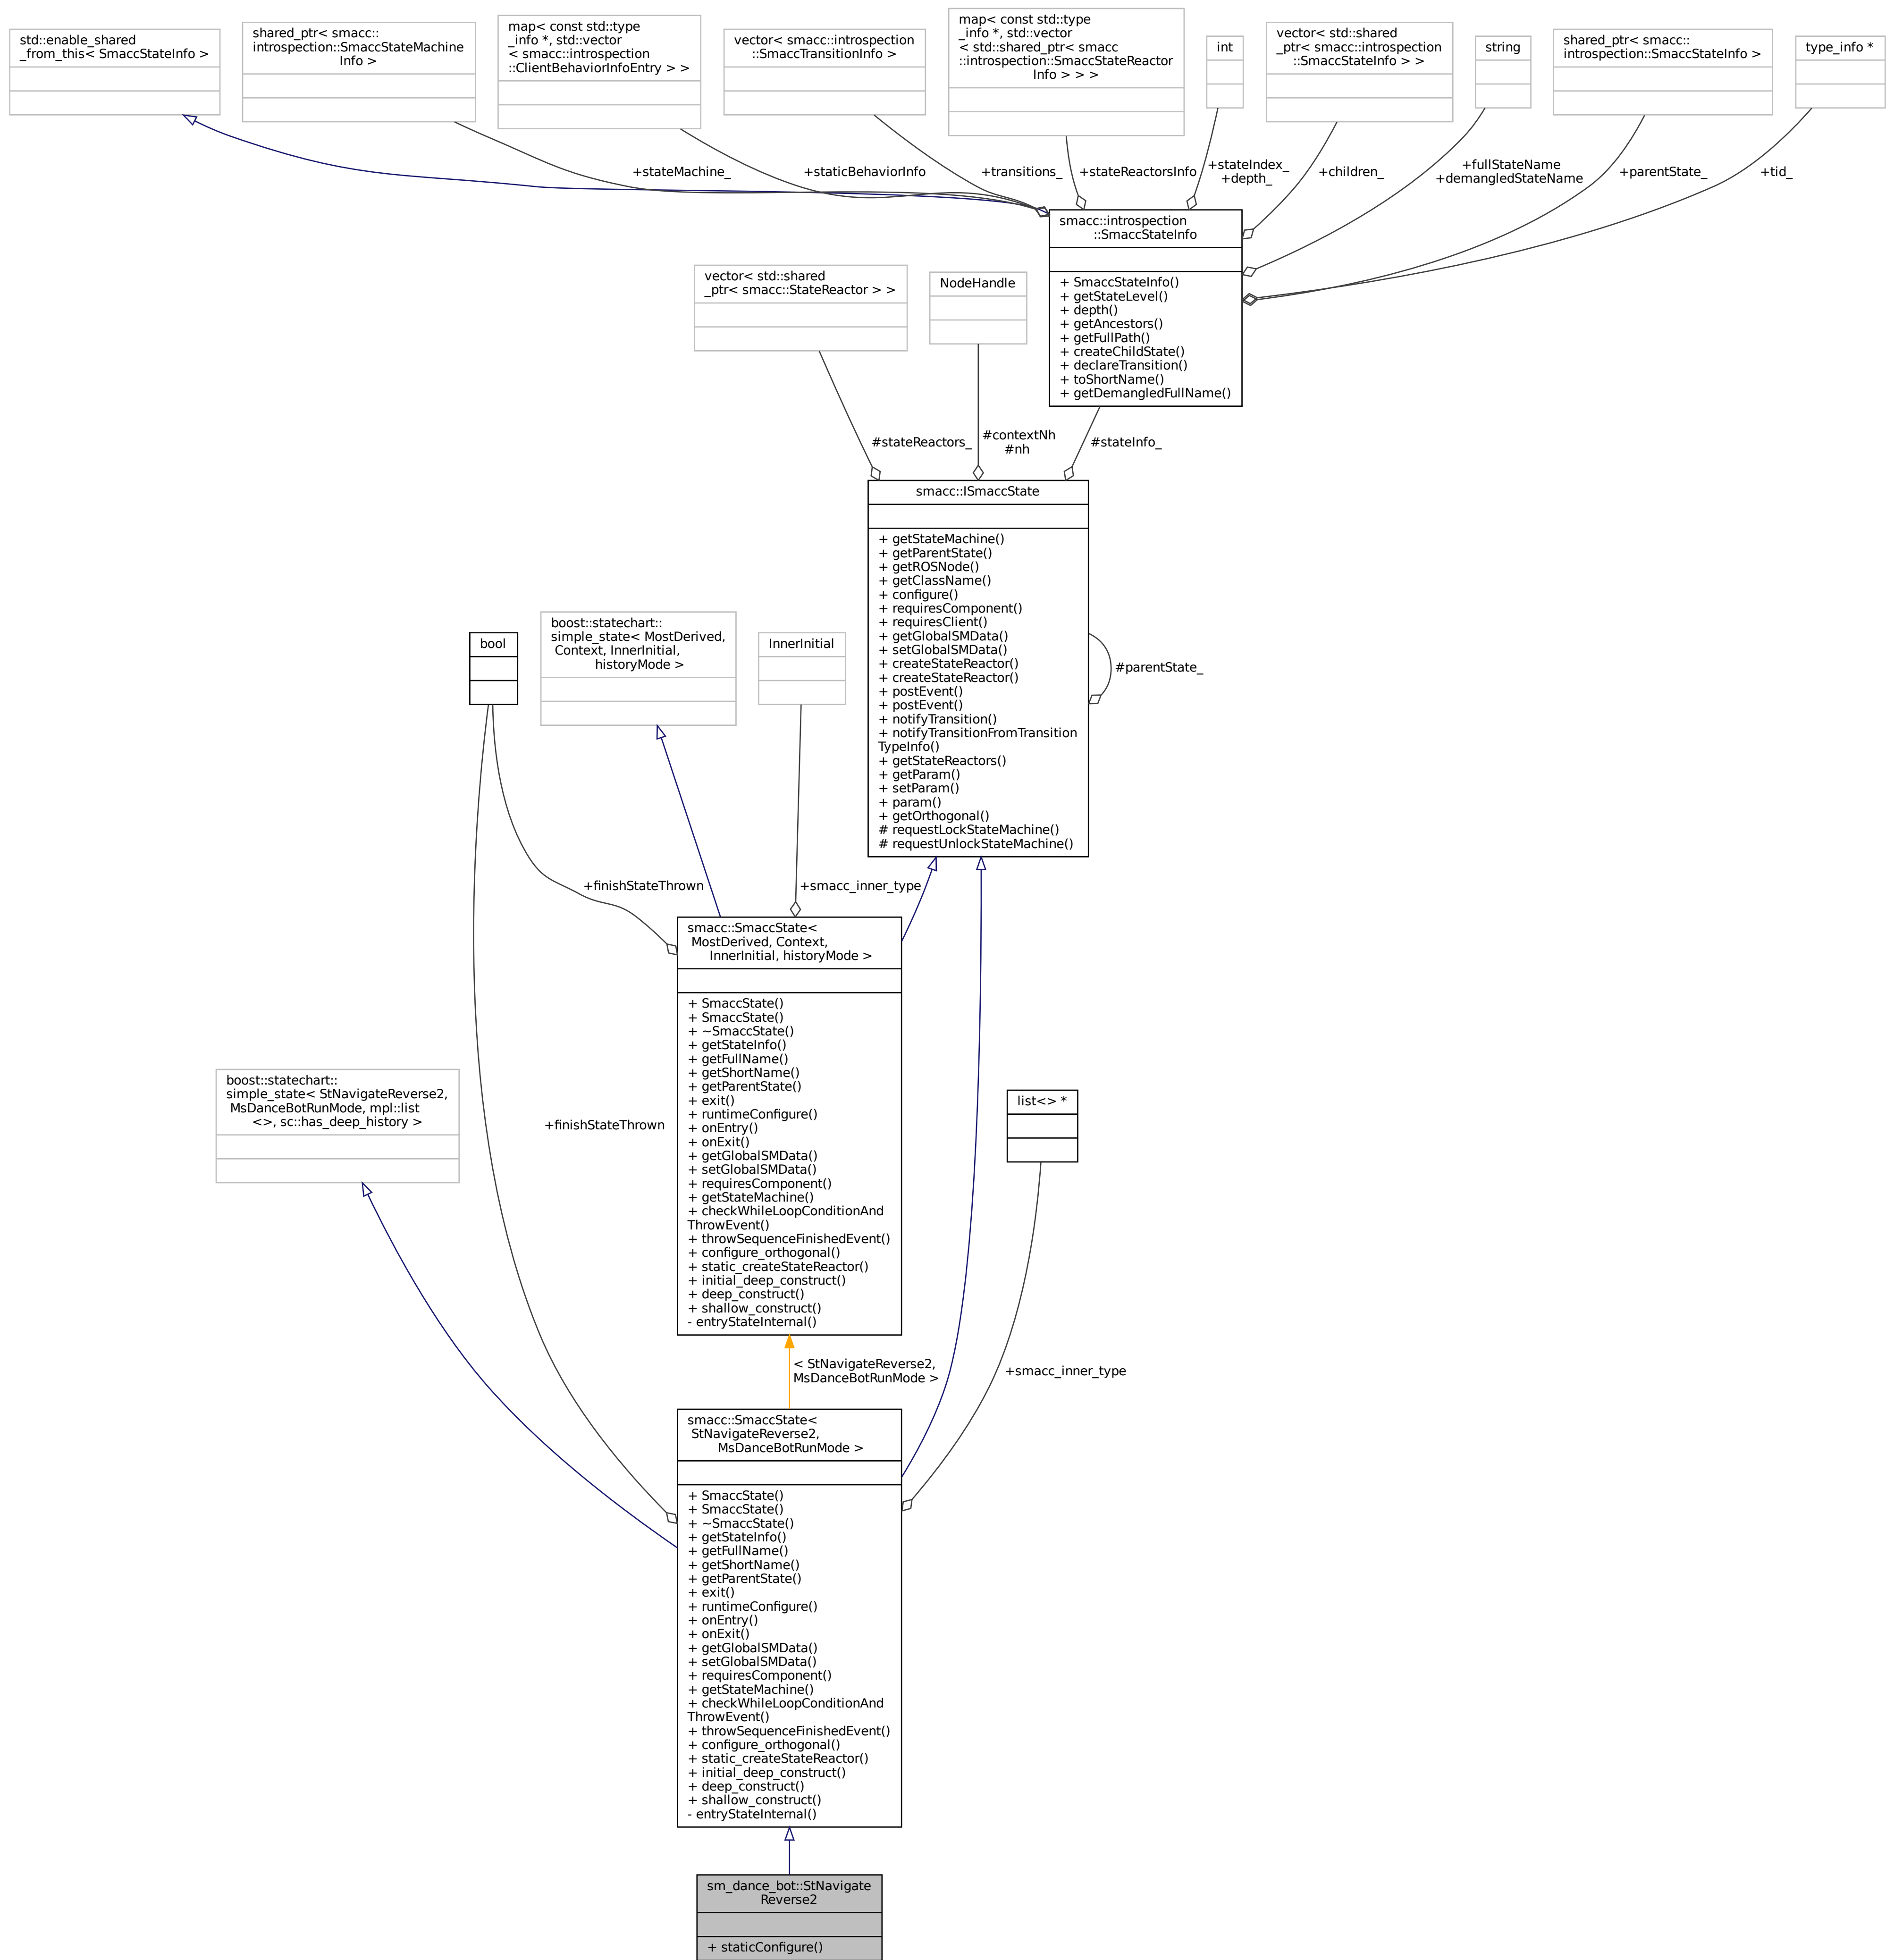 std::enable_shared
_from_this< SmaccStateInfo >
shared_ptr< smacc::
introspection::SmaccStateMachine
Info >
map< const std::type
_info *, std::vector
< smacc::introspection
::ClientBehaviorInfoEntry > >
vector< smacc::introspection
::SmaccTransitionInfo >
map< const std::type
_info *, std::vector
< std::shared_ptr< smacc
::introspection::SmaccStateReactor
Info > > >
int
vector< std::shared
_ptr< smacc::introspection
::SmaccStateInfo > >
string
shared_ptr< smacc::
introspection::SmaccStateInfo >
type_info *
+stateMachine_
+staticBehaviorInfo
+transitions_
+stateReactorsInfo
+stateIndex_
+depth_
+children_
+fullStateName
+demangledStateName
+parentState_
+tid_
smacc::introspection
::SmaccStateInfo
+ SmaccStateInfo()
+ getStateLevel()
+ depth()
+ getAncestors()
+ getFullPath()
+ createChildState()
+ declareTransition()
+ toShortName()
+ getDemangledFullName()
vector< std::shared
_ptr< smacc::StateReactor > >
NodeHandle
#stateReactors_
#contextNh
#nh
#stateInfo_
smacc::ISmaccState
+ getStateMachine()
+ getParentState()
+ getROSNode()
+ getClassName()
+ configure()
+ requiresComponent()
+ requiresClient()
+ getGlobalSMData()
+ setGlobalSMData()
+ createStateReactor()
+ createStateReactor()
+ postEvent()
+ postEvent()
+ notifyTransition()
+ notifyTransitionFromTransition
TypeInfo()
+ getStateReactors()
+ getParam()
+ setParam()
+ param()
+ getOrthogonal()
# requestLockStateMachine()
# requestUnlockStateMachine()
#parentState_
bool
boost::statechart::
simple_state< MostDerived,
Context, InnerInitial,
historyMode >
InnerInitial
+finishStateThrown
+smacc_inner_type
smacc::SmaccState<
MostDerived, Context,
InnerInitial, historyMode >
+ SmaccState()
+ SmaccState()
+ ~SmaccState()
+ getStateInfo()
+ getFullName()
+ getShortName()
+ getParentState()
+ exit()
+ runtimeConfigure()
+ onEntry()
+ onExit()
+ getGlobalSMData()
+ setGlobalSMData()
+ requiresComponent()
+ getStateMachine()
+ checkWhileLoopConditionAnd
ThrowEvent()
+ throwSequenceFinishedEvent()
+ configure_orthogonal()
+ static_createStateReactor()
+ initial_deep_construct()
+ deep_construct()
+ shallow_construct()
- entryStateInternal()
boost::statechart::
simple_state< StNavigateReverse2,
MsDanceBotRunMode, mpl::list
<>, sc::has_deep_history >
+finishStateThrown
list<> *
< StNavigateReverse2,
MsDanceBotRunMode >
+smacc_inner_type
smacc::SmaccState<
StNavigateReverse2,
MsDanceBotRunMode >
+ SmaccState()
+ SmaccState()
+ ~SmaccState()
+ getStateInfo()
+ getFullName()
+ getShortName()
+ getParentState()
+ exit()
+ runtimeConfigure()
+ onEntry()
+ onExit()
+ getGlobalSMData()
+ setGlobalSMData()
+ requiresComponent()
+ getStateMachine()
+ checkWhileLoopConditionAnd
ThrowEvent()
+ throwSequenceFinishedEvent()
+ configure_orthogonal()
+ static_createStateReactor()
+ initial_deep_construct()
+ deep_construct()
+ shallow_construct()
- entryStateInternal()
sm_dance_bot::StNavigate
Reverse2
+ staticConfigure()